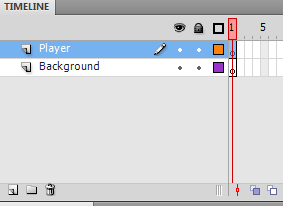 TIMELINE
1 5
Player
Background